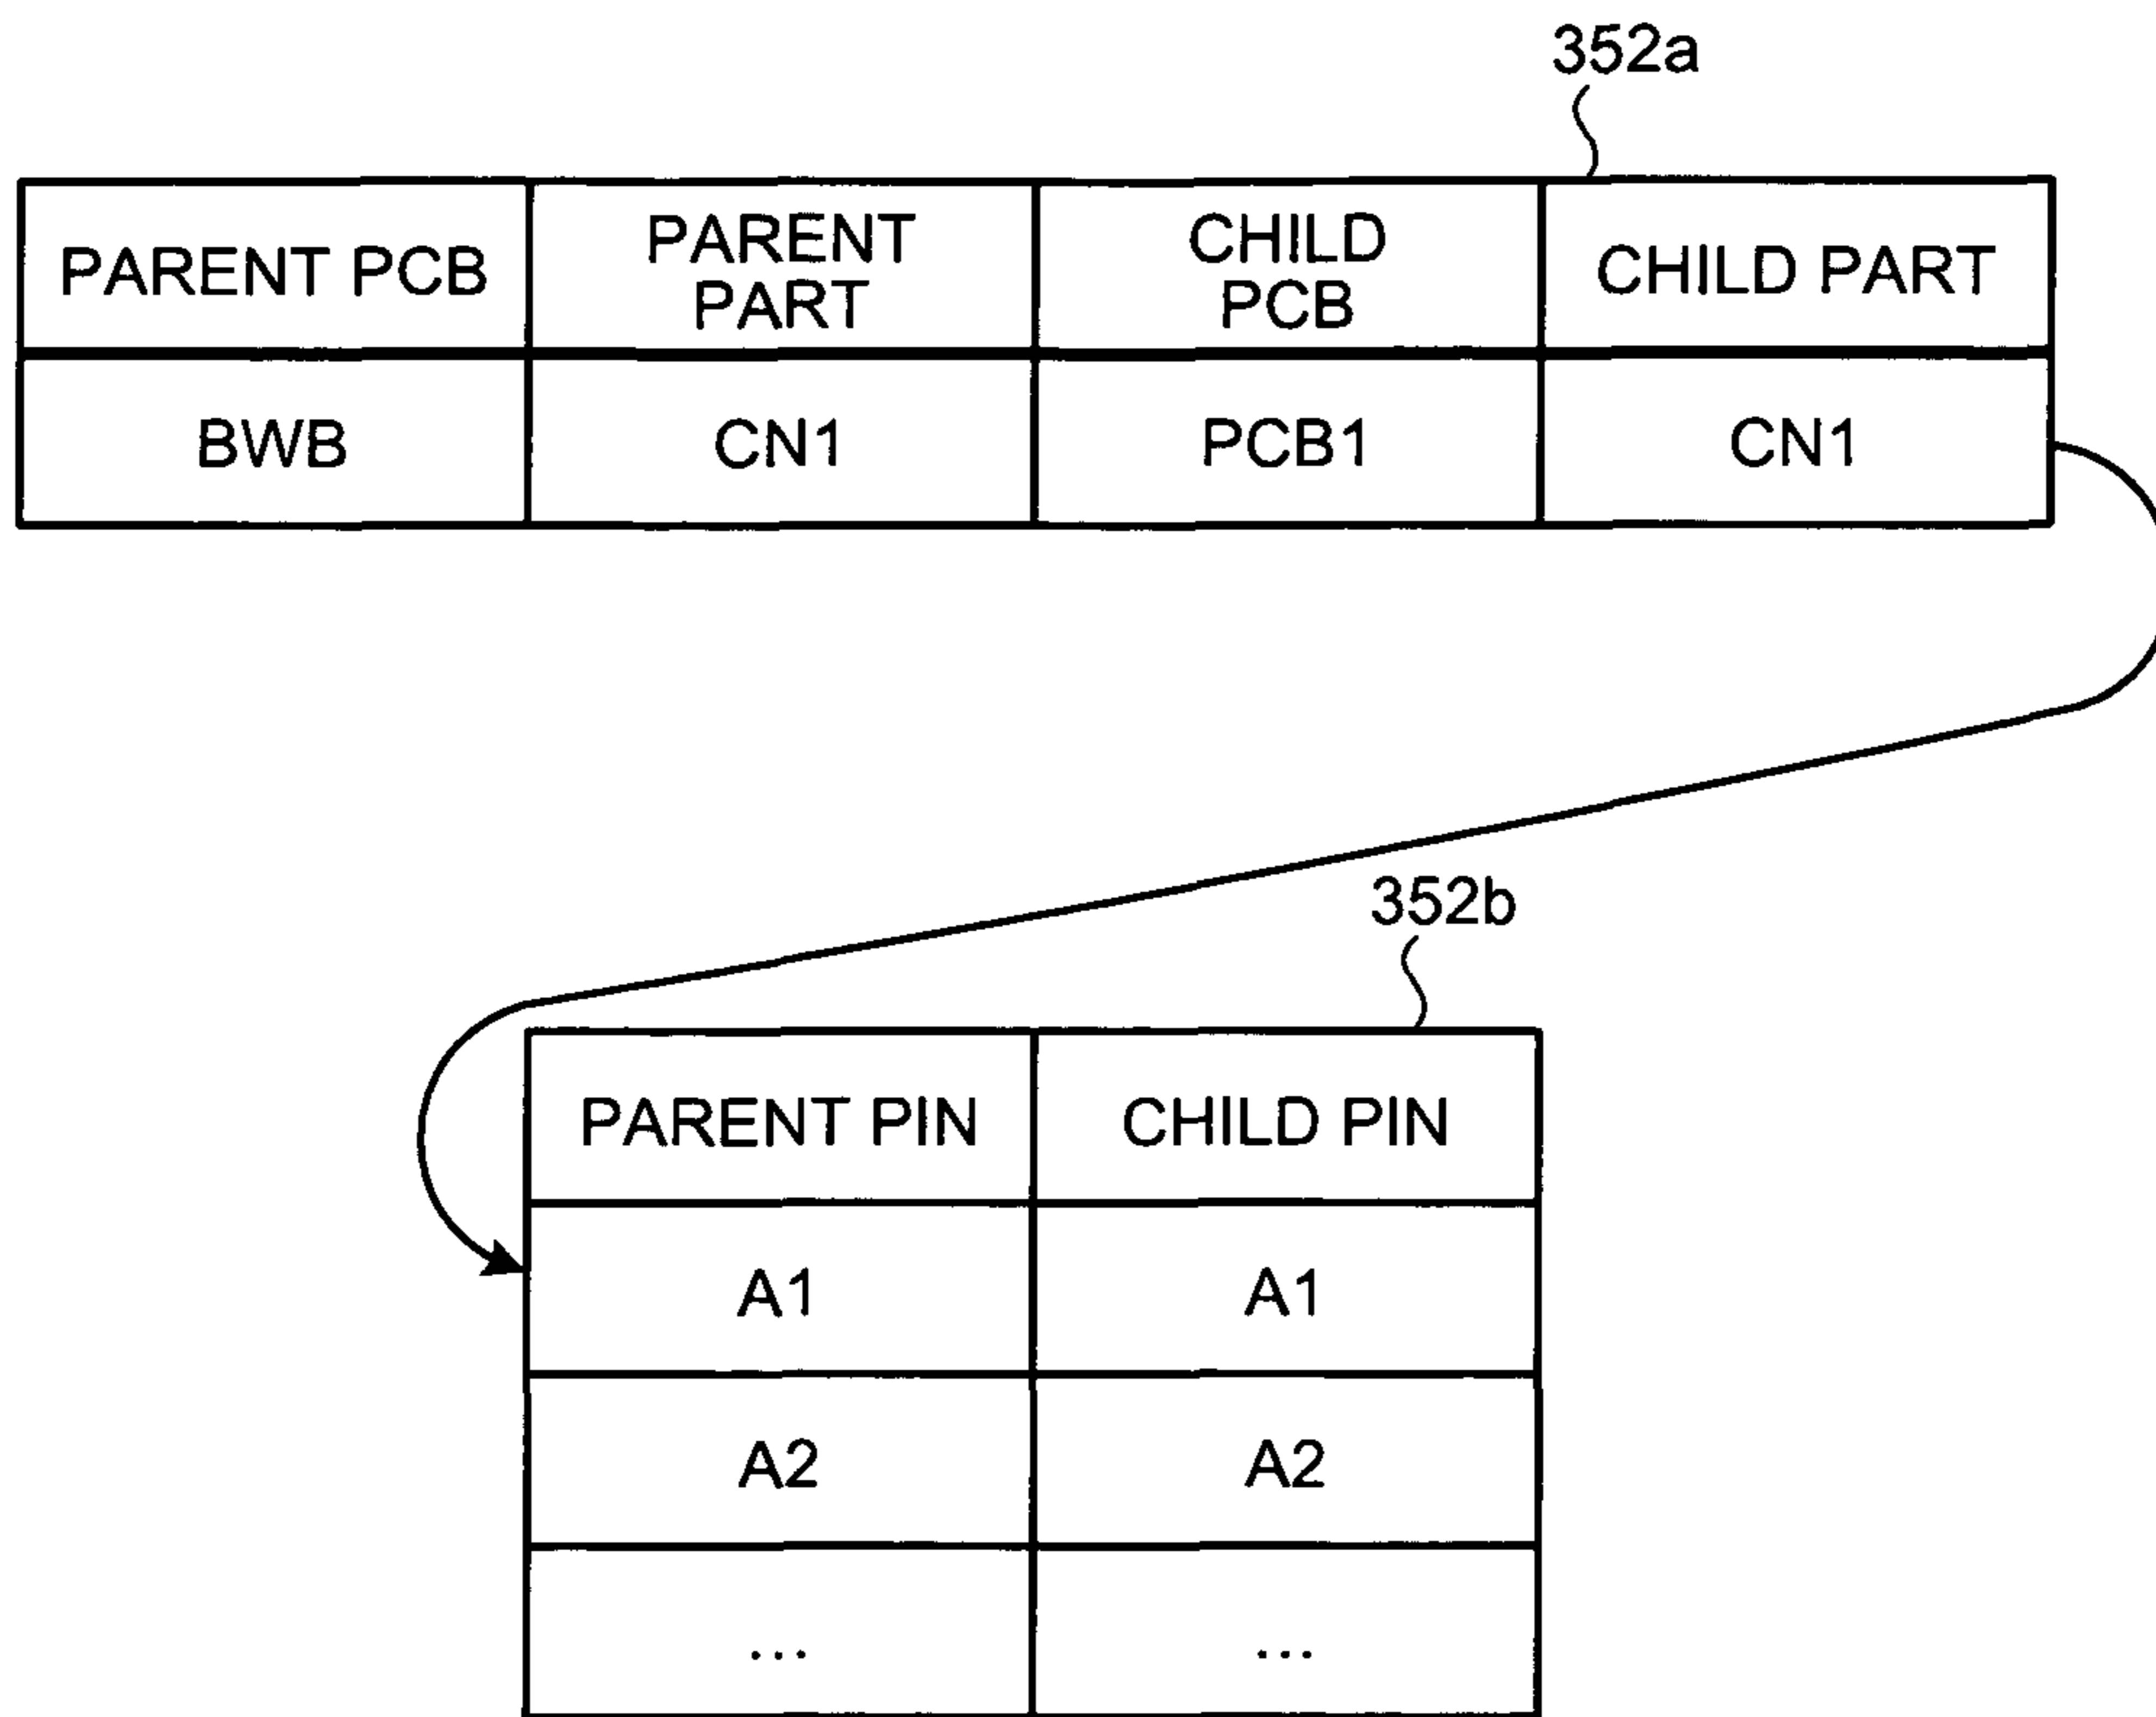 352a
PARENT PCB
PARENT
PART
CHILD
PCB
CHILD PART
BWB
CN1
PCB1
CN1
352b
PARENT PIN
CHILD PIN
A1
A1
A2
A2
...
...